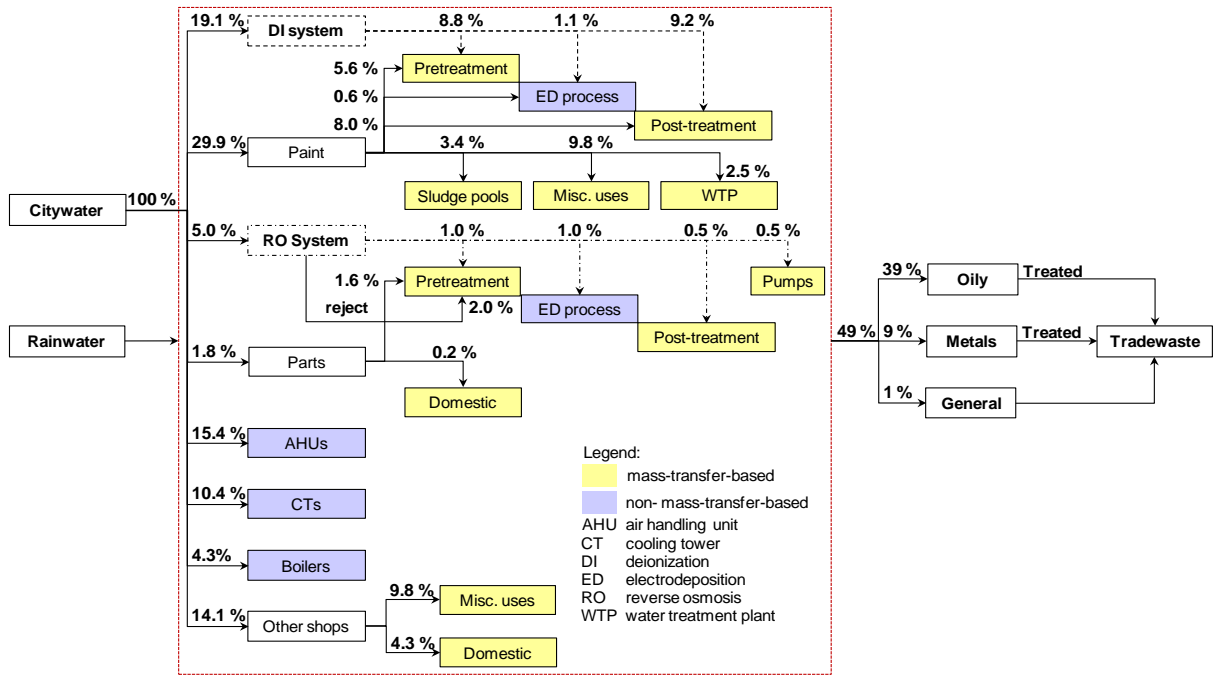 19.1 % DI system 8.8 % 1.1 % 9.2 %
5.6 % Pretreatment
0.6 % ED process
8.0 % Post-treatment
29.9 % Paint 3.4 % 9.8 %
2.5 %
Sludge pools Misc. uses WTP
Citywater 100 %
5.0 % RO System 1.0 % 1.0 % 0.5 % 0.5 %
1.6 % Pretreatment Pumps
reject 2.0 % ED process
Post-treatment
Rainwater
1.8 % Parts 0.2 %
Domestic
15.4 % AHUs
10.4 % CTs
4.3% Boilers
14.1 % Other shops 9.8 % Misc. uses
4.3 % Domestic
49 %
39 % Oily Treated
9 % Metals Treated Tradewaste
1 % General
Legend:
mass-transfer-based
non- mass-transfer-based
AHU air handling unit
CT cooling tower
DI deionization
ED electrodeposition
RO reverse osmosis
WTP water treatment plant